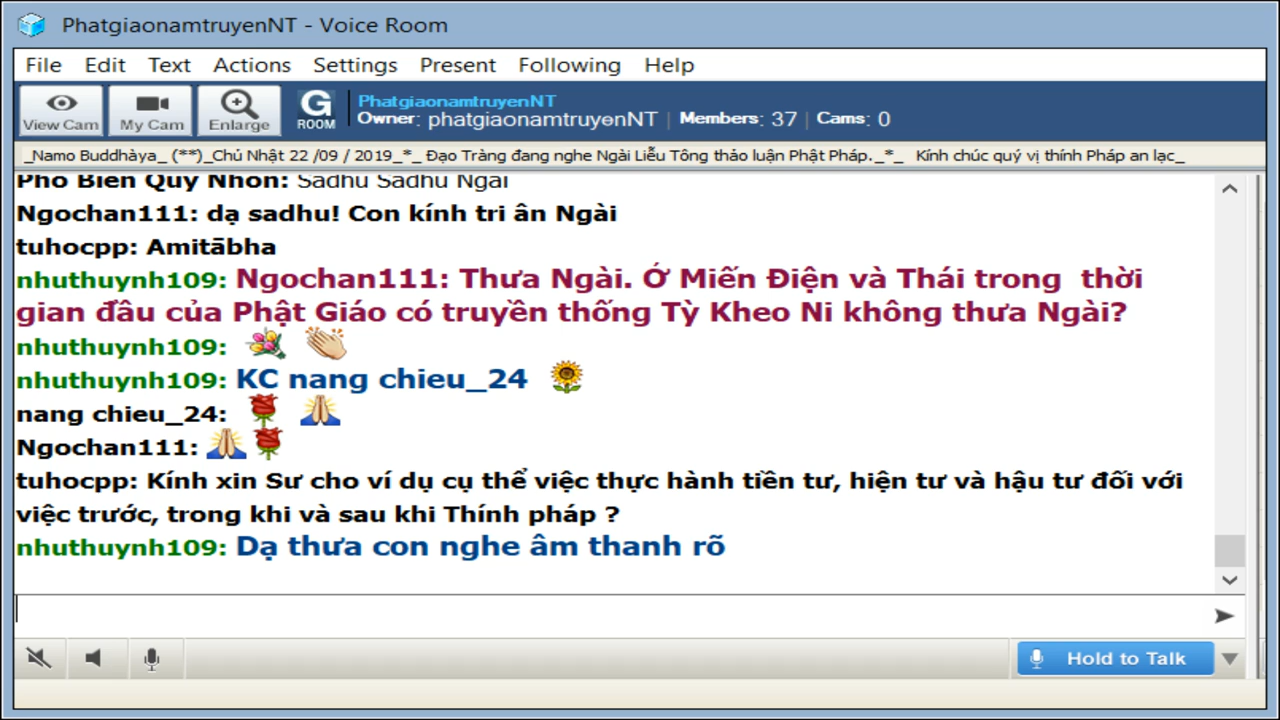 PhatgiaonamtruyenNT - Voice Room
File Edit Text Actions Settings Present Following Help
View Cam My Cam Enlarge G ROOM
PhatgiaonamtruyenNT
Owner: phatgiaonamtruyenNT | Members: 37 | Cams: 0
_Namo Buddhàya_ (**)_Chủ Nhật 22 /09 / 2019_*_ Đạo Tràng đang nghe Ngài Liễu Tông thảo luận Phật Pháp._*_ Kính chúc quý vị thính Pháp an lạc_
Pho Bien Quy Nhon: Sadhu Sadhu Ngai
Ngochan111: dạ sadhu! Con kính tri ân Ngài
tuhocpp: Amitābha
nhuthuynh109: Ngochan111: Thưa Ngài. Ở Miến Điện và Thái trong thời
gian đầu của Phật Giáo có truyền thống Tỳ Kheo Ni không thưa Ngài?
nhuthuynh109:
nhuthuynh109: KC nang chieu_24
nang chieu_24:
Ngochan111:
tuhocpp: Kính xin Sư cho ví dụ cụ thể việc thực hành tiền tư, hiện tư và hậu tư đối với
việc trước, trong khi và sau khi Thính pháp ?
nhuthuynh109: Dạ thưa con nghe âm thanh rõ
Hold to Talk